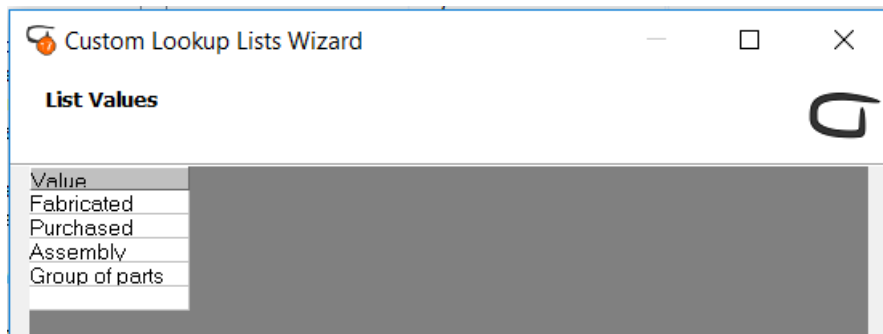 Custom Lookup Lists Wizard
List Values
Value
Fabricated
Purchased
Assembly
Group of parts